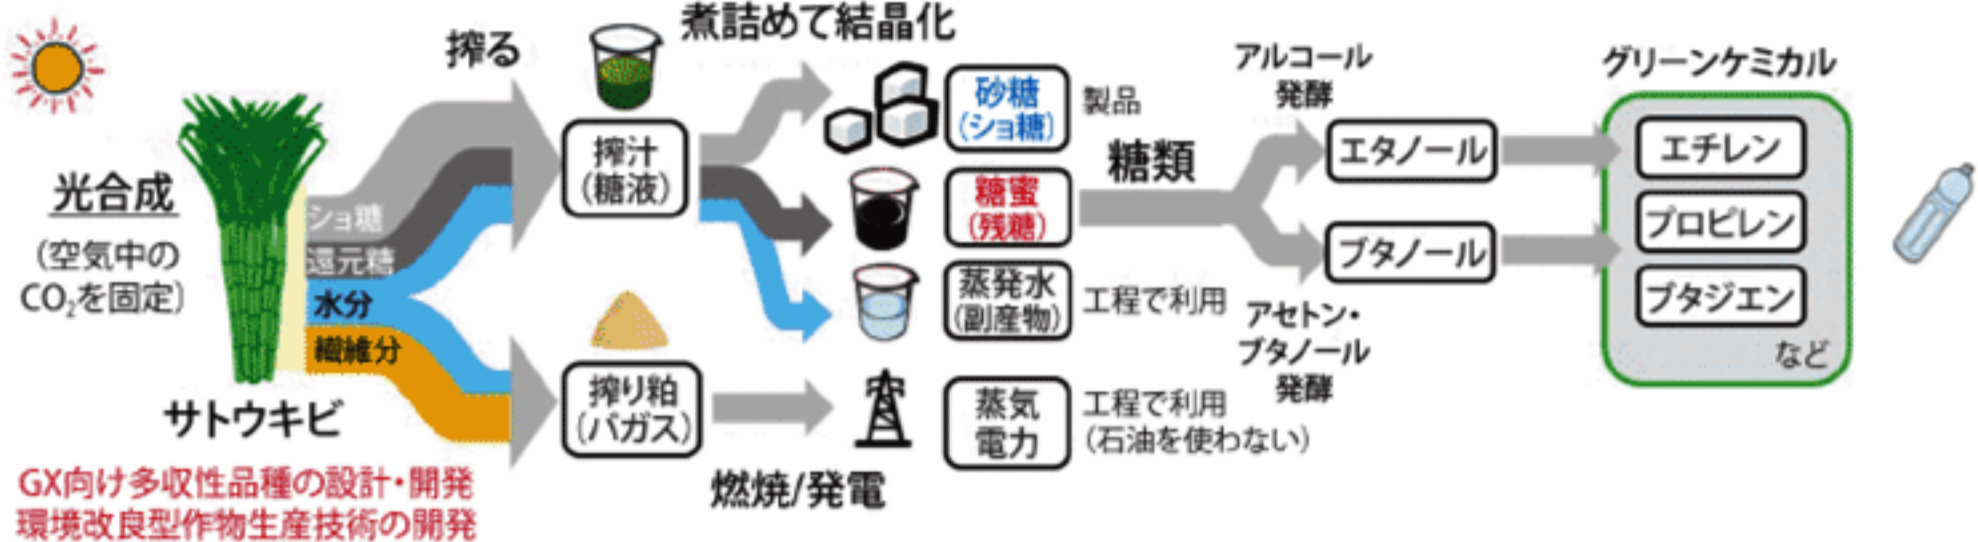 光合成
(空気中の
CO₂を固定)
サトウキビ
GX向け多収性品種の設計・開発
環境改良型作物生産技術の開発
ショ糖
還元糖
水分
繊維分
搾る
搾汁
(糖液)
搾り粕
(バガス)
煮詰めて結晶化
砂糖
(ショ糖)
製品
糖蜜
(残糖)
蒸発水
(副産物)
工程で利用
燃焼/発電
蒸気
電力
工程で利用
(石油を使わない)
糖類
アルコール
発酵
エタノール
ブタノール
アセトン・
ブタノール
発酵
グリーンケミカル
エチレン
プロピレン
ブタジエン
など